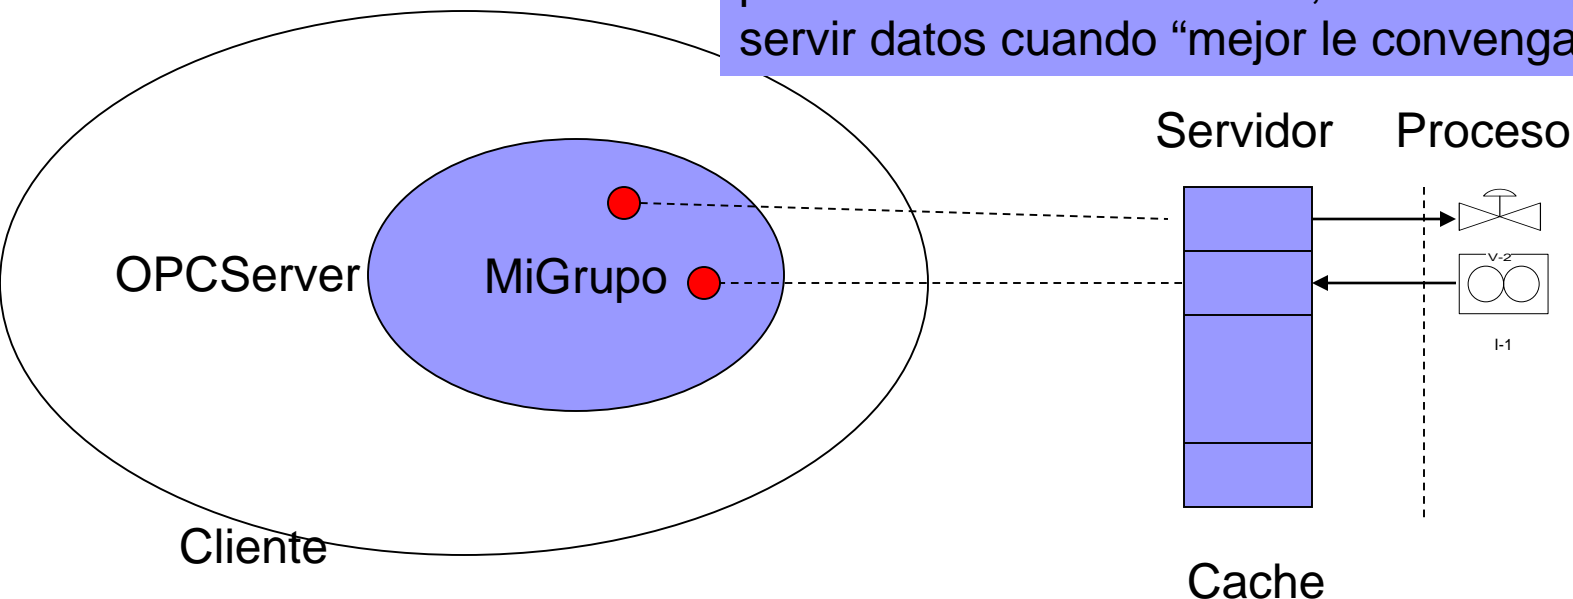 servir datos cuando “mejor le convenga
Servidor Proceso
OPCServer
MiGrupo
V-2
I-1
Cliente
Cache